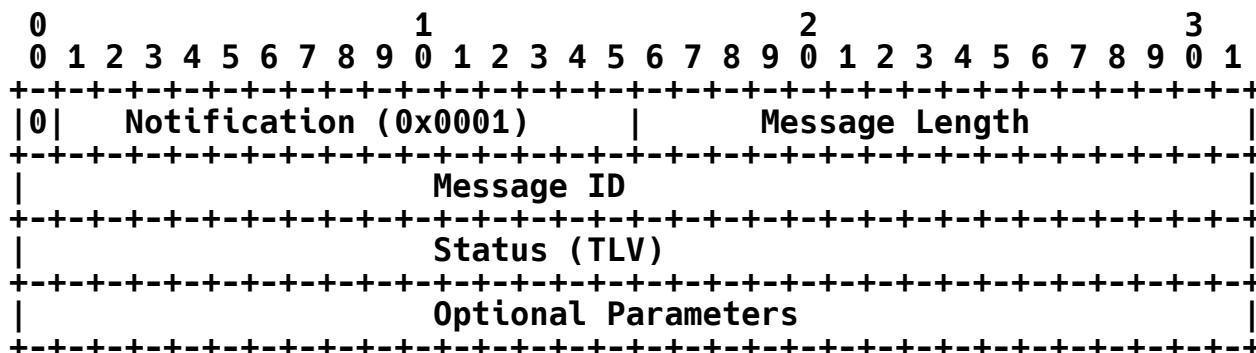 0                   1                   2                   3
 0 1 2 3 4 5 6 7 8 9 0 1 2 3 4 5 6 7 8 9 0 1 2 3 4 5 6 7 8 9 0 1
+-+-+-+-+-+-+-+-+-+-+-+-+-+-+-+-+-+-+-+-+-+-+-+-+-+-+-+-+-+-+-+-+
|0|   Notification (0x0001)     |      Message Length           |
+-+-+-+-+-+-+-+-+-+-+-+-+-+-+-+-+-+-+-+-+-+-+-+-+-+-+-+-+-+-+-+-+
|                     Message ID                                |
+-+-+-+-+-+-+-+-+-+-+-+-+-+-+-+-+-+-+-+-+-+-+-+-+-+-+-+-+-+-+-+-+
|                     Status (TLV)                              |
+-+-+-+-+-+-+-+-+-+-+-+-+-+-+-+-+-+-+-+-+-+-+-+-+-+-+-+-+-+-+-+-+
|                     Optional Parameters                       |
+-+-+-+-+-+-+-+-+-+-+-+-+-+-+-+-+-+-+-+-+-+-+-+-+-+-+-+-+-+-+-+-+